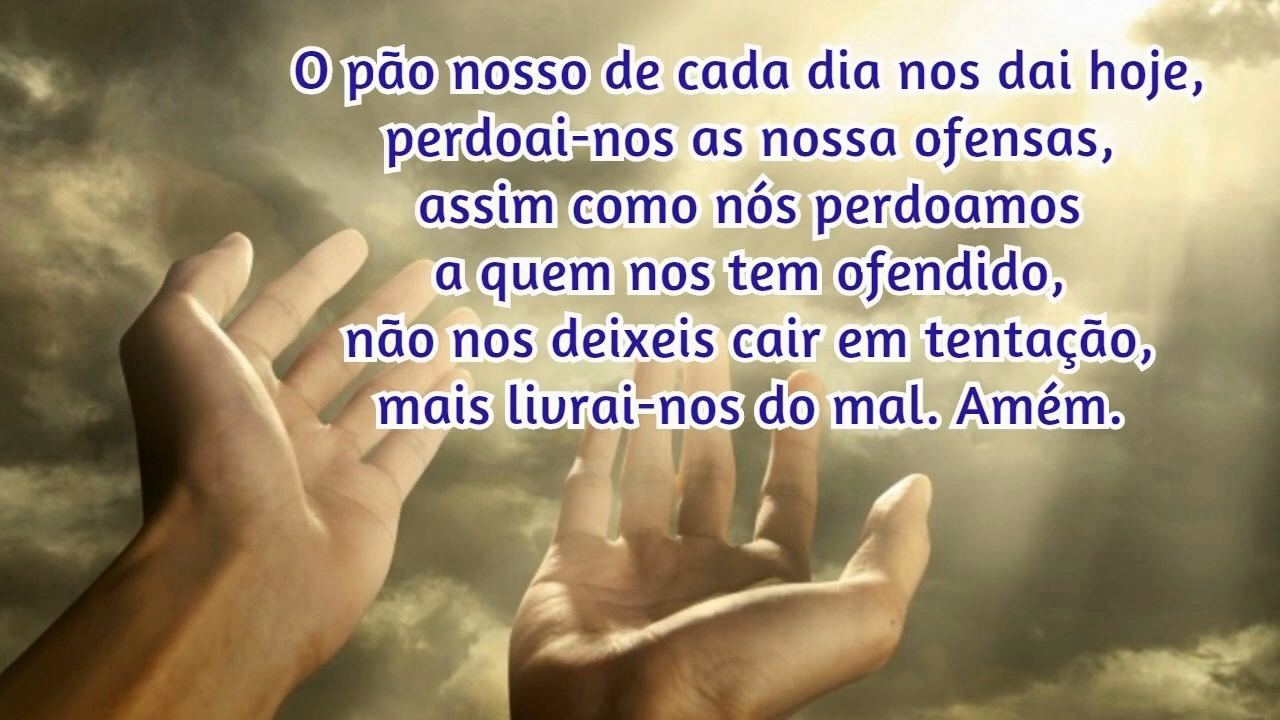 O pão nosso de cada dia nos dai hoje,
perdoai-nos as nossa ofensas,
assim como nós perdoamos
a quem nos tem ofendido,
não nos deixeis cair em tentação,
mais livrai-nos do mal. Amém.